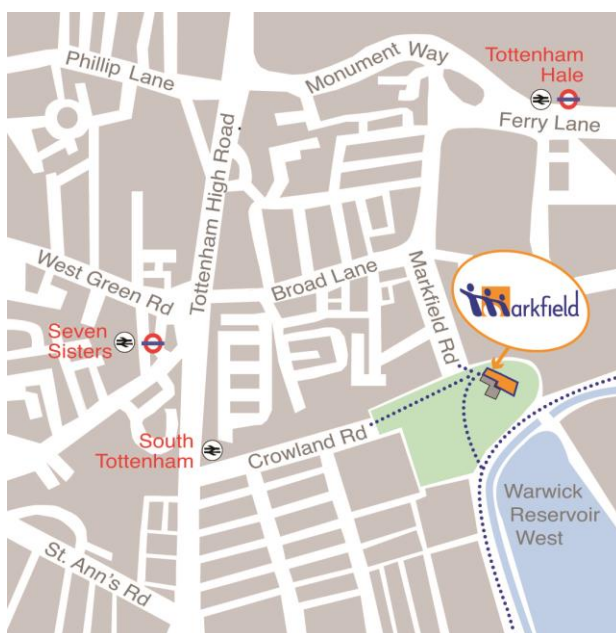 Phillip Lane
Monument Way
Tottenham
Hale
Ferry Lane
Tottenham High Road
West Green Rd
Broad Lane
Markfield Rd
markfield
Seven
Sisters
South
Tottenham
Crowland Rd
Warwick
Reservoir
West
St. Ann's Rd